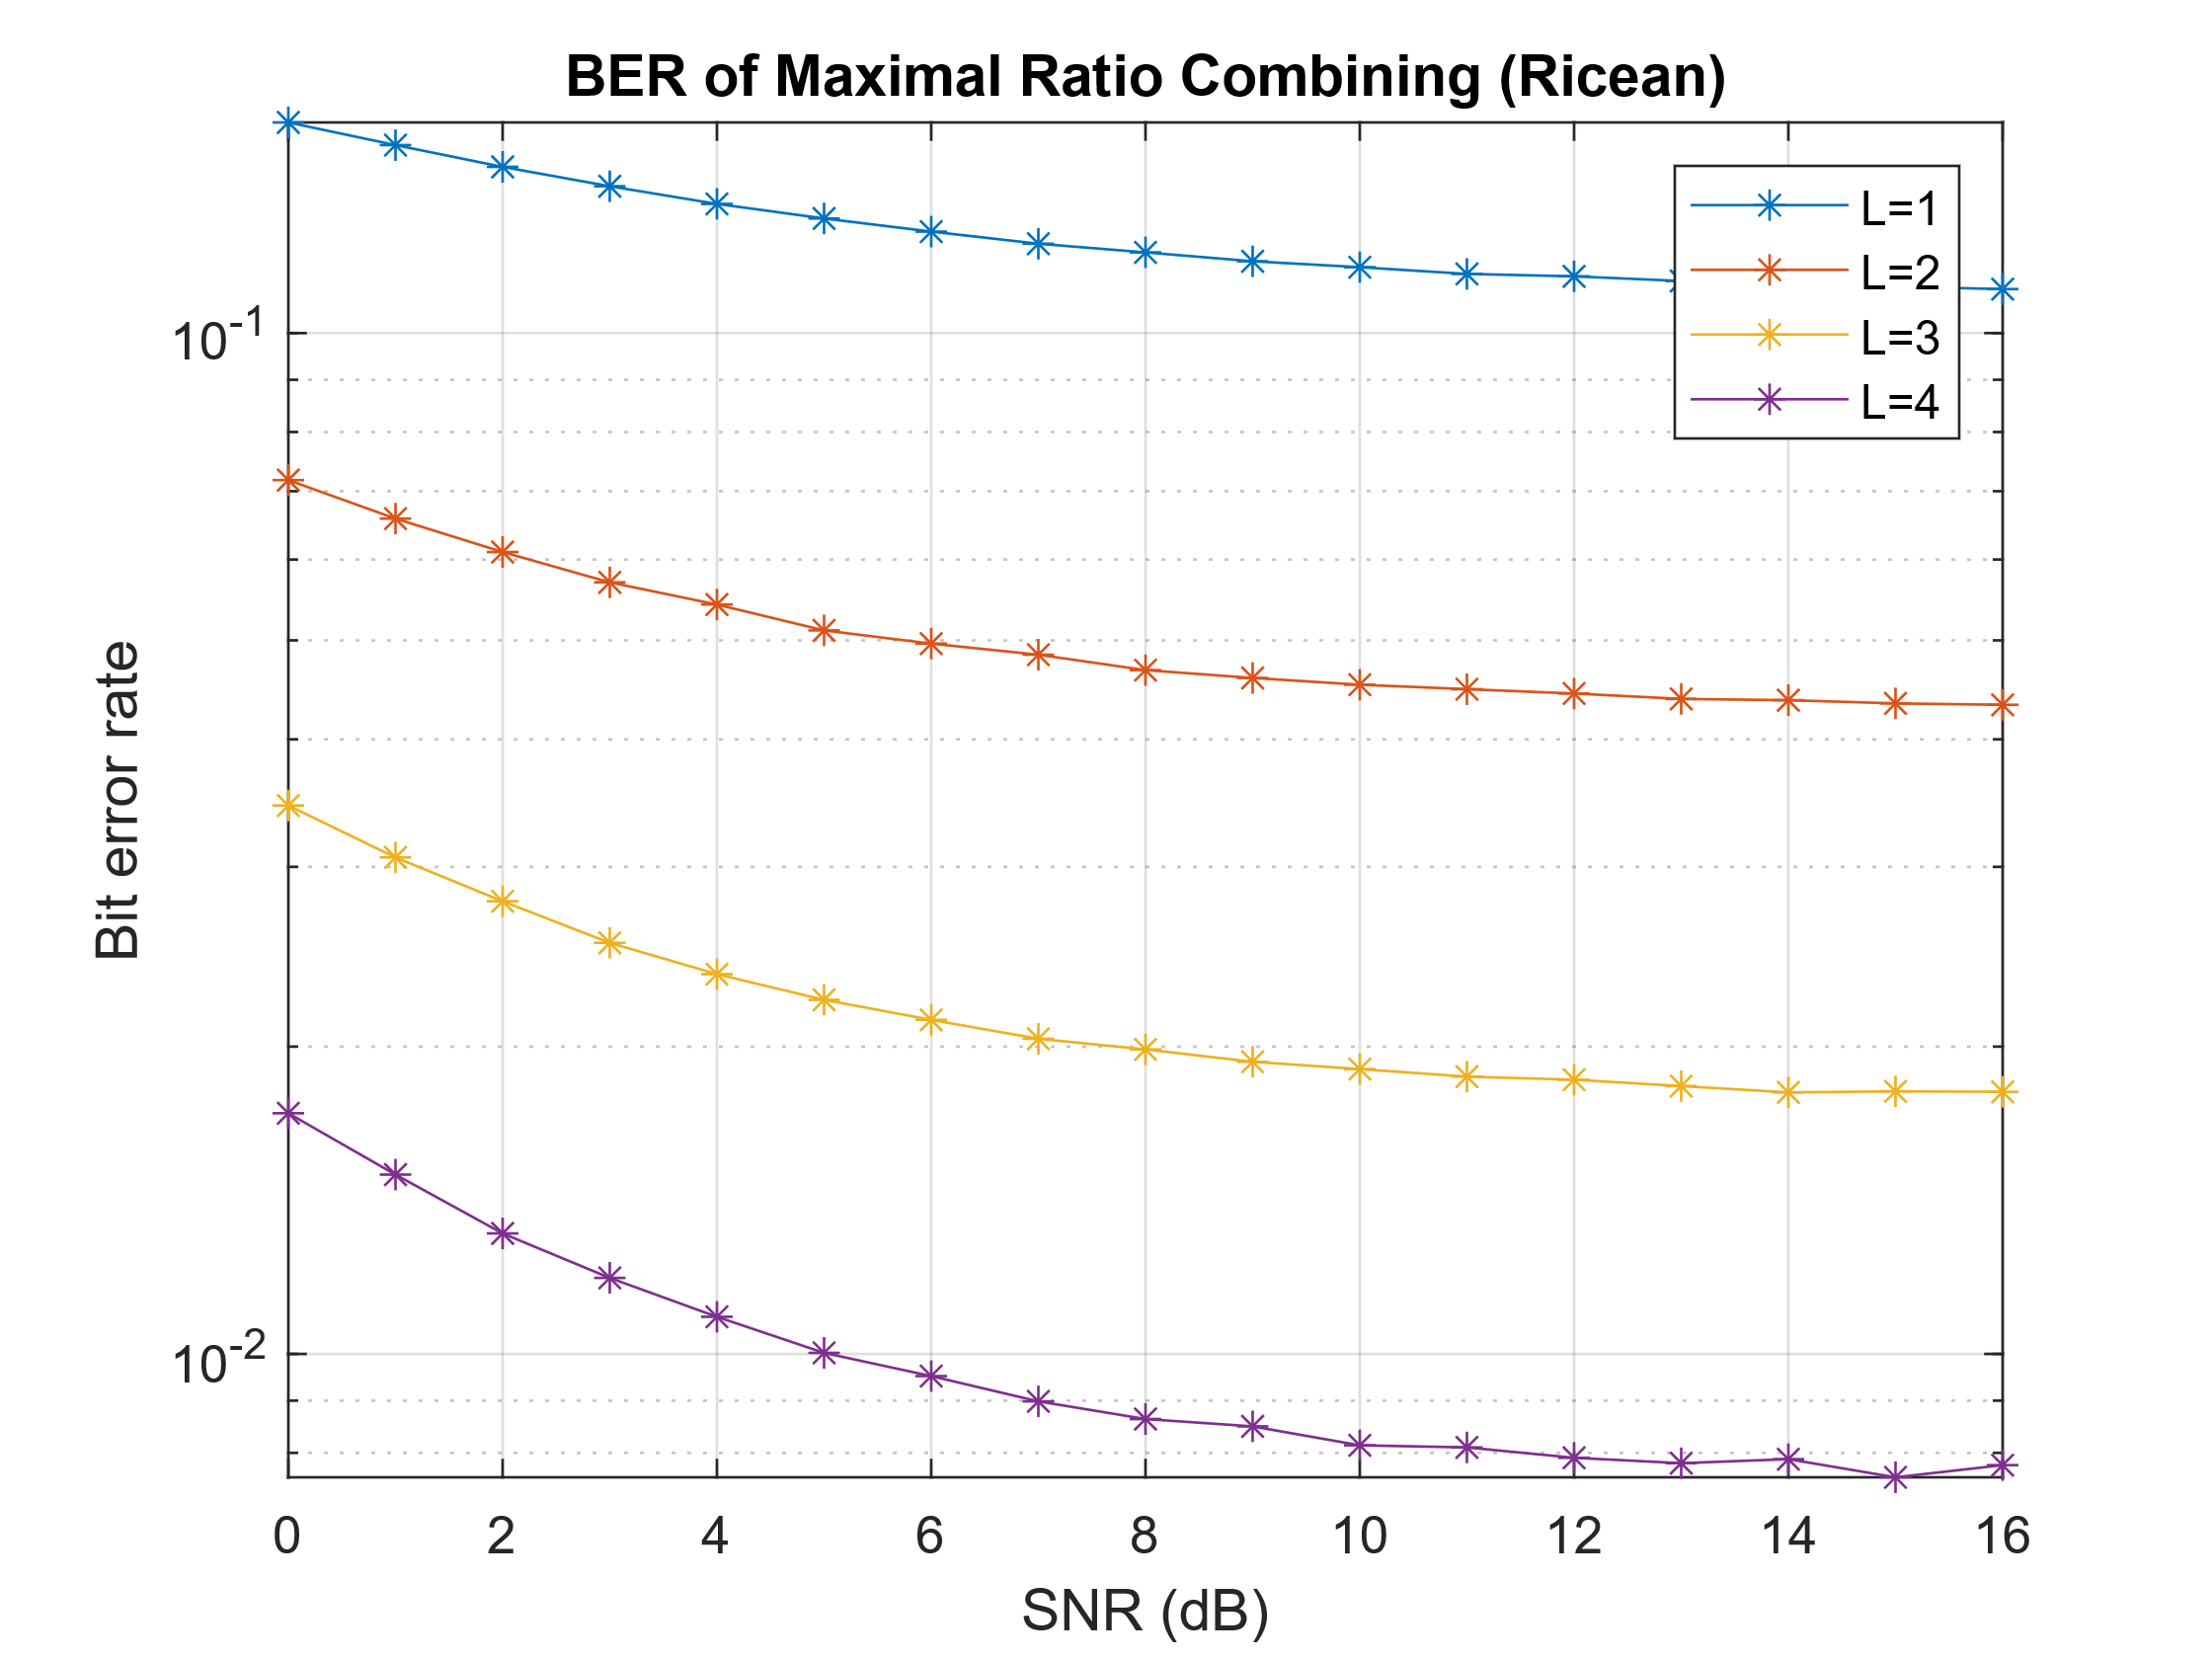 BER of Maximal Ratio Combining (Ricean)
L=1
L=2
L=3
L=4
10^-1
10^-2
Bit error rate
0 2 4 6 8 10 12 14 16
SNR (dB)